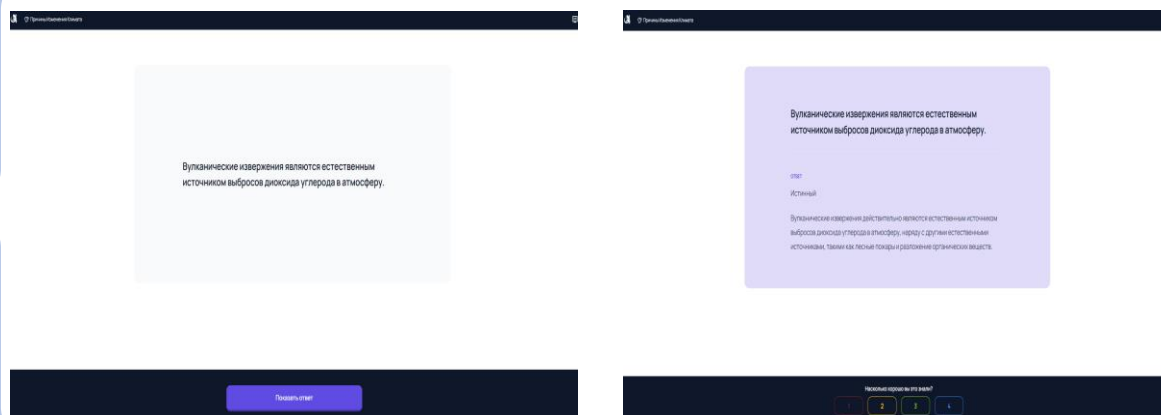 Причины Изменения Климата
Вулканические извержения являются естественным
источником выбросов диоксида углерода в атмосферу.
Показать ответ
Причины Изменения Климата
Вулканические извержения являются естественным
источником выбросов диоксида углерода в атмосферу.
ответ
Истинный
Вулканические извержения действительно являются естественным источником
выбросов диоксида углерода в атмосферу, наряду с другими естественными
источниками, такими как лесные пожары и разложение органических веществ.
Насколько хорошо вы это знали?
1 2 3 4